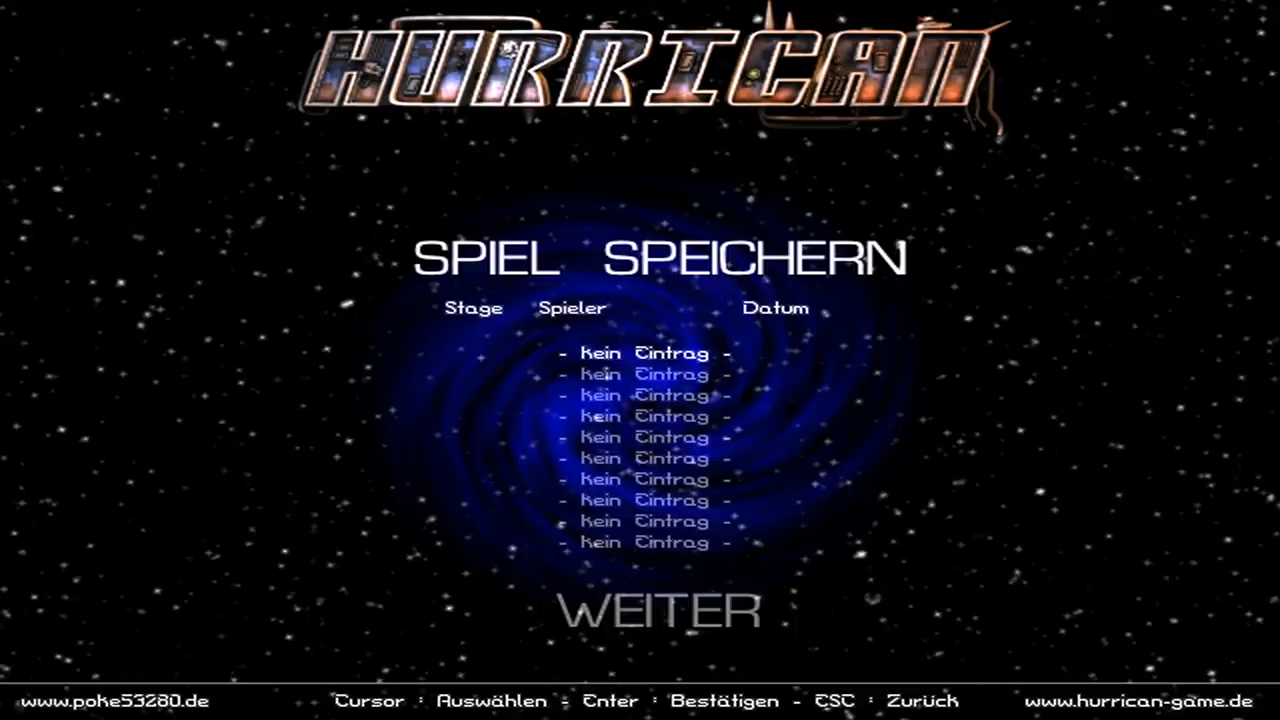 HURRICAN
SPIEL SPEICHERN
Stage Spieler Datum
- Kein Eintrag -
- Kein Eintrag -
- Kein Eintrag -
- Kein Eintrag -
- Kein Eintrag -
- Kein Eintrag -
- Kein Eintrag -
- Kein Eintrag -
- Kein Eintrag -
- Kein Eintrag -
WEITER
www.poke53280.de Cursor : Auswählen - Enter : Bestätigen - ESC : Zurück www.hurrican-game.de